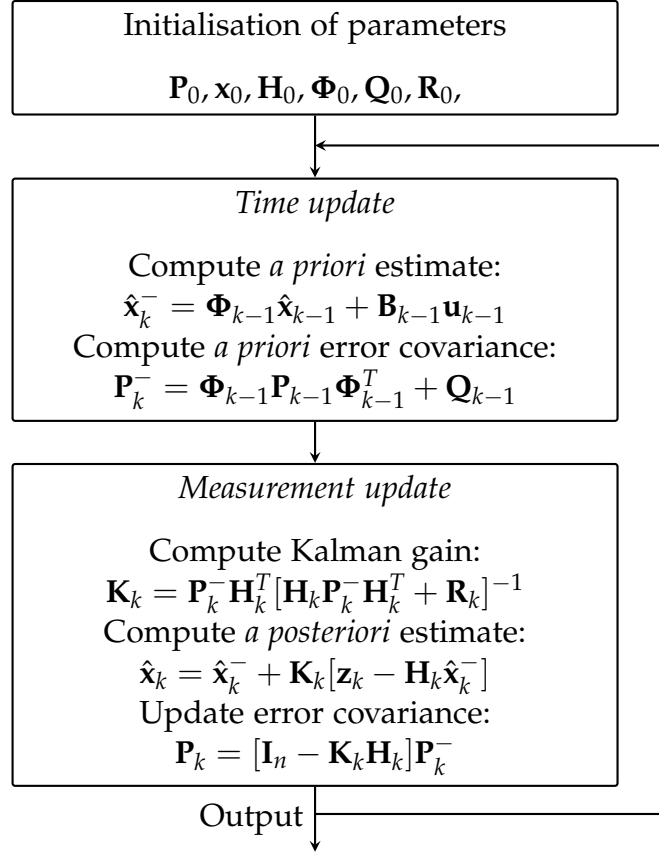 Initialisation of parameters
P₀, x₀, H₀, Φ₀, Q₀, R₀,
Time update
Compute a priori estimate:
x̂ₖ⁻ = Φₖ₋₁x̂ₖ₋₁ + Bₖ₋₁uₖ₋₁
Compute a priori error covariance:
Pₖ⁻ = Φₖ₋₁Pₖ₋₁Φᵀₖ₋₁ + Qₖ₋₁
Measurement update
Compute Kalman gain:
Kₖ = Pₖ⁻Hₖᵀ[HₖPₖ⁻Hₖᵀ + Rₖ]⁻¹
Compute a posteriori estimate:
x̂ₖ = x̂ₖ⁻ + Kₖ[zₖ − Hₖx̂ₖ⁻]
Update error covariance:
Pₖ = [Iₙ − KₖHₖ]Pₖ⁻
Output